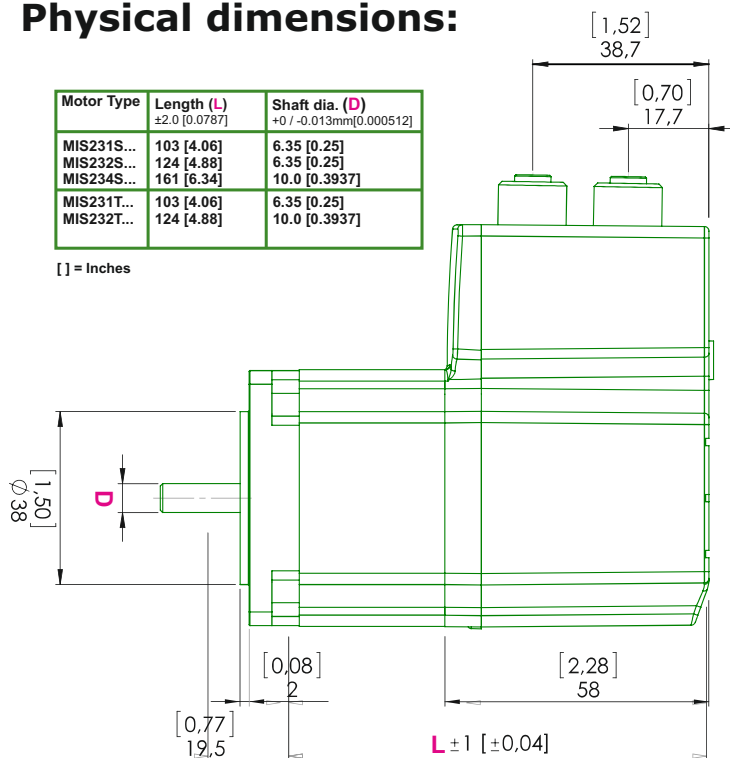 Physical dimensions:
[1,52]
38,7
[0,70]
17,7
Motor Type Length (L) Shaft dia. (D)
±2.0 [0.0787] +0 / -0.013mm[0.000512]
MIS231S... 103 [4.06] 6.35 [0.25]
MIS232S... 124 [4.88] 6.35 [0.25]
MIS234S... 161 [6.34] 10.0 [0.3937]
MIS231T... 103 [4.06] 6.35 [0.25]
MIS232T... 124 [4.88] 10.0 [0.3937]
[ ] = Inches
[1,50]
∅38
D
[0,08]
2
[2,28]
58
[0,77]
19,5
L ±1 [±0,04]